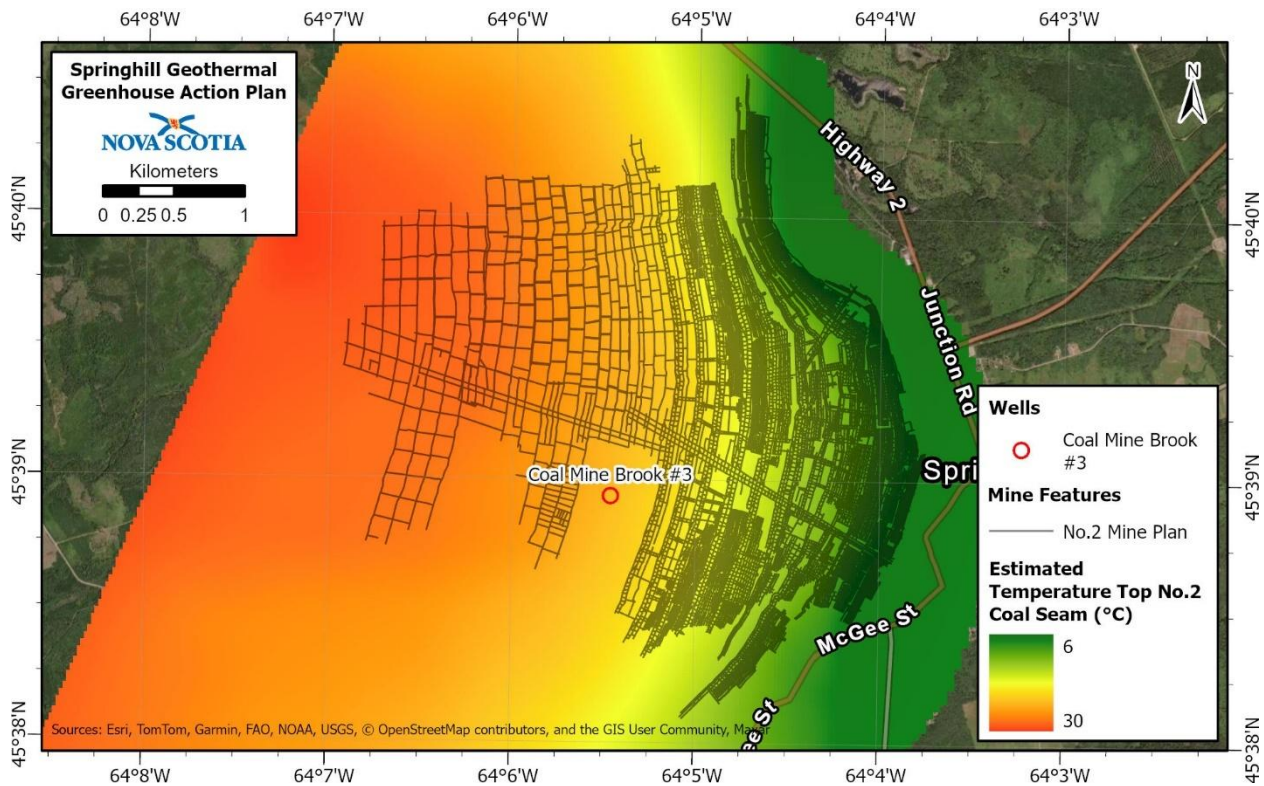 64°8'W 64°7'W 64°6'W 64°5'W 64°4'W 64°3'W
Springhill Geothermal
Greenhouse Action Plan
NOVA SCOTIA
Kilometers
0 0.25 0.5 1
N
Highway 2
Junction Rd
45°40'N 45°40'N
45°39'N 45°39'N
45°38'N 45°38'N
Coal Mine Brook #3
Spri
McGee St
ee St
Wells
Coal Mine Brook
#3
Mine Features
No.2 Mine Plan
Estimated
Temperature Top No.2
Coal Seam (°C)
6
30
Sources: Esri, TomTom, Garmin, FAO, NOAA, USGS, © OpenStreetMap contributors, and the GIS User Community,
64°8'W 64°7'W 64°6'W 64°5'W 64°4'W 64°3'W